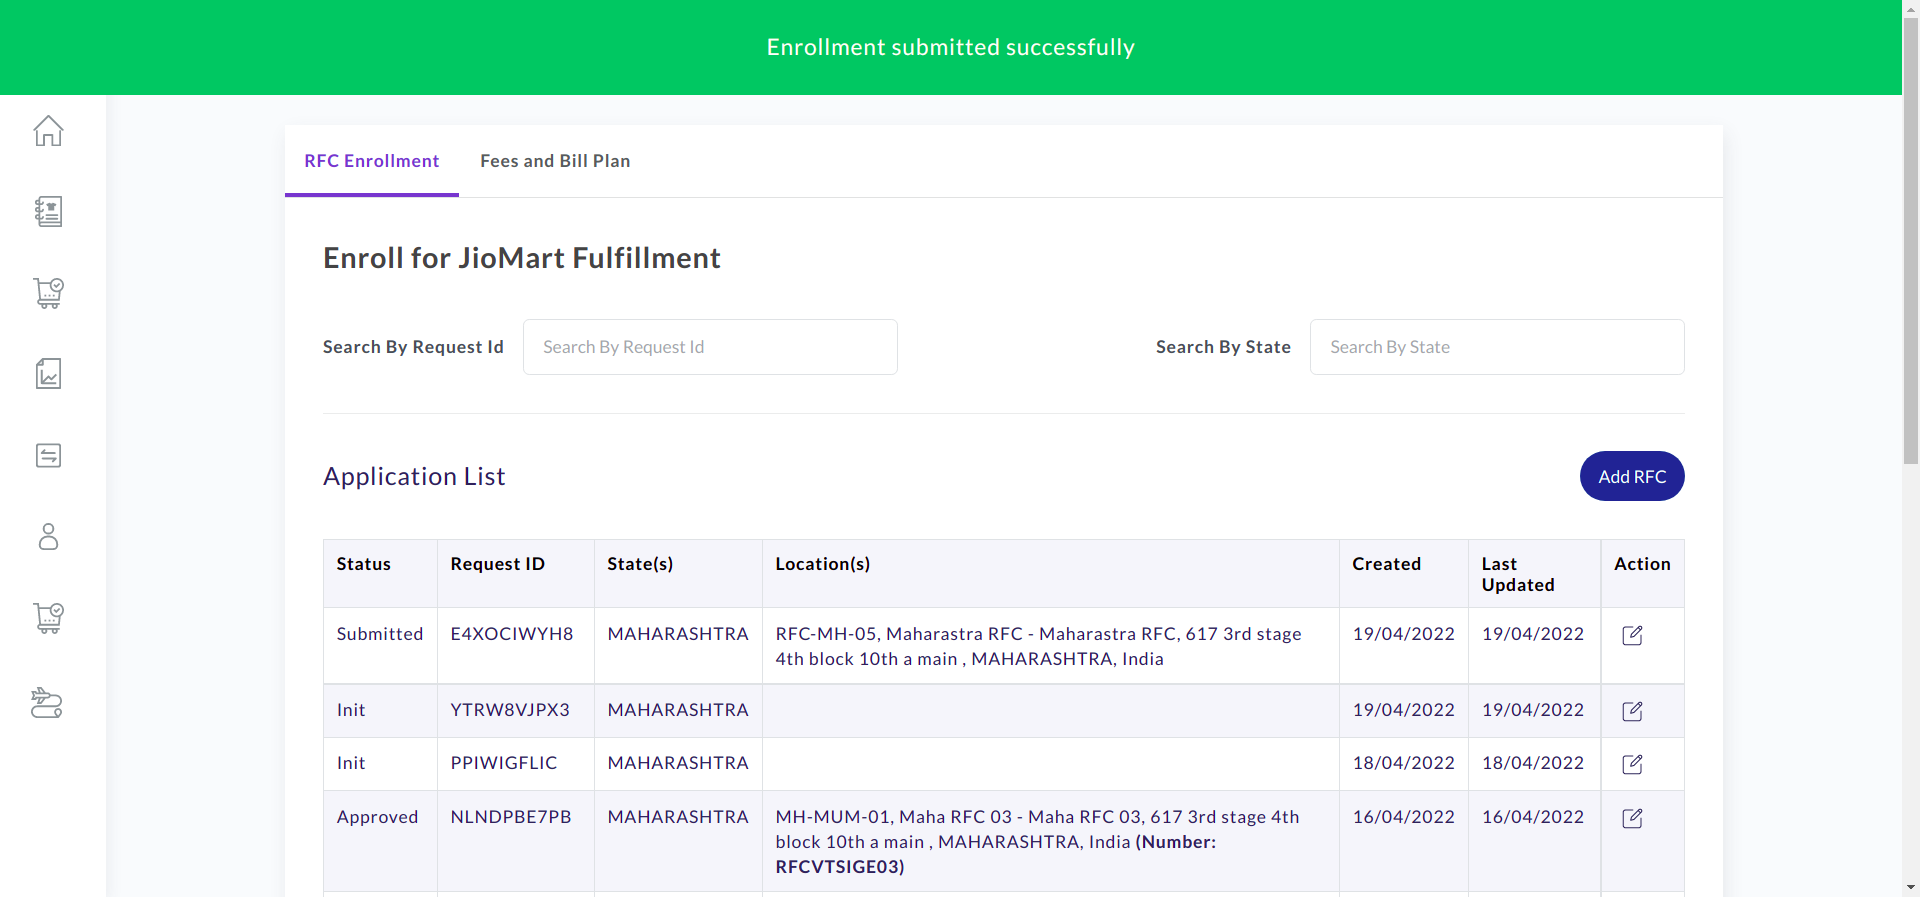 Enrollment submitted successfully
RFC Enrollment
Fees and Bill Plan
Enroll for JioMart Fulfillment
Search By Request Id
Search By Request Id
Search By State
Search By State
Application List
Add RFC
Status
Request ID
State(s)
Location(s)
Created
Last
Updated
Action
Submitted
E4XOCIWYH8
MAHARASHTRA
RFC-MH-05, Maharastra RFC - Maharastra RFC, 617 3rd stage
4th block 10th a main , MAHARASHTRA, India
19/04/2022
19/04/2022
Init
YTRW8VJPX3
MAHARASHTRA
19/04/2022
19/04/2022
Init
PPIWIGFLIC
MAHARASHTRA
18/04/2022
18/04/2022
Approved
NLNDPBE7PB
MAHARASHTRA
MH-MUM-01, Maha RFC 03 - Maha RFC 03, 617 3rd stage 4th
block 10th a main , MAHARASHTRA, India (Number:
RFCVTSIGE03)
16/04/2022
16/04/2022